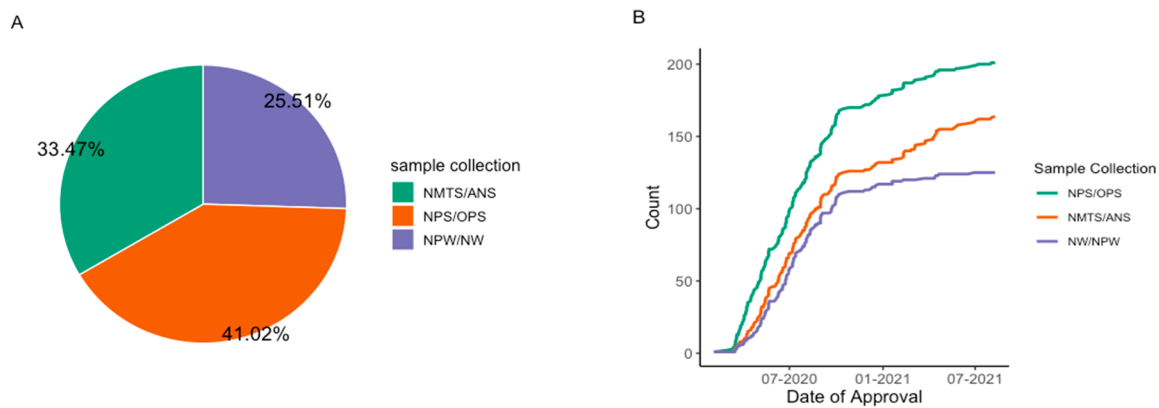 A
25.51%
33.47%
41.02%
sample collection
NMTS/ANS
NPS/OPS
NPW/NW
B
200
150
100
50
0
Count
07-2020
01-2021
07-2021
Date of Approval
Sample Collection
NPS/OPS
NMTS/ANS
NW/NPW